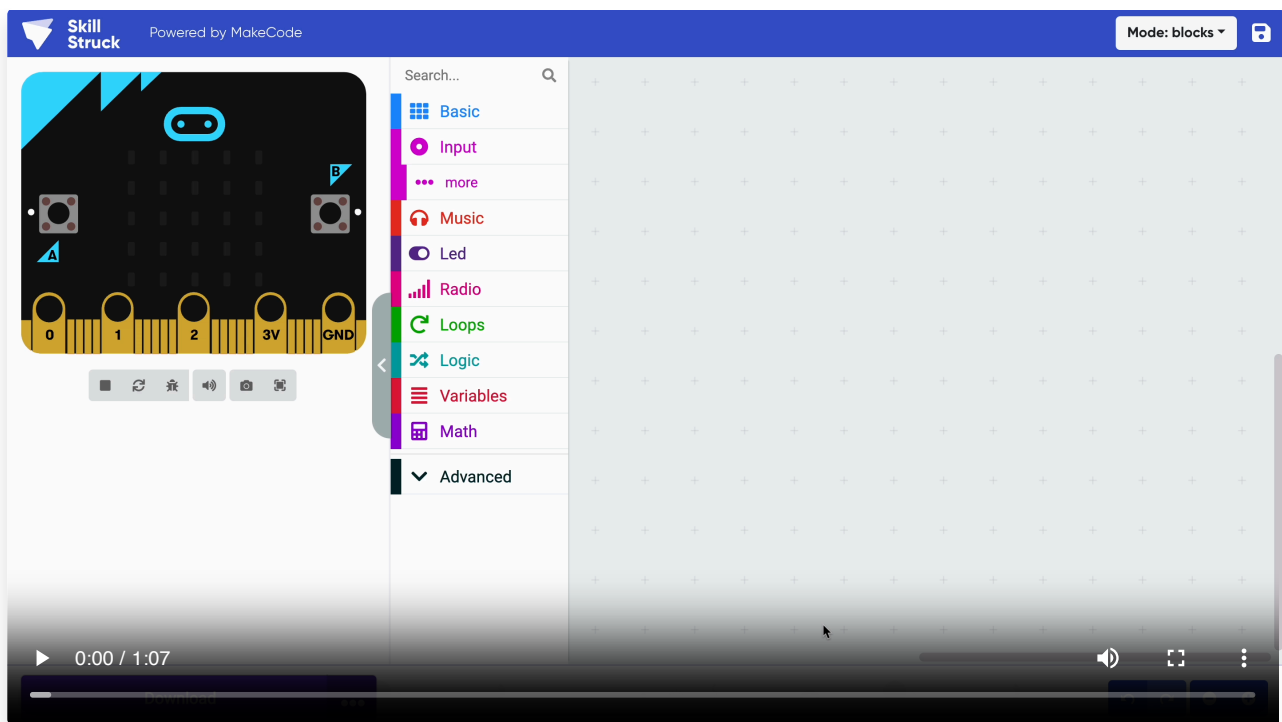 Skill
Struck
Powered by MakeCode
Mode: blocks
Search...
Basic
Input
more
Music
Led
Radio
Loops
Logic
Variables
Math
Advanced
B
A
0 1 2 3V GND
0:00 / 1:07
Download